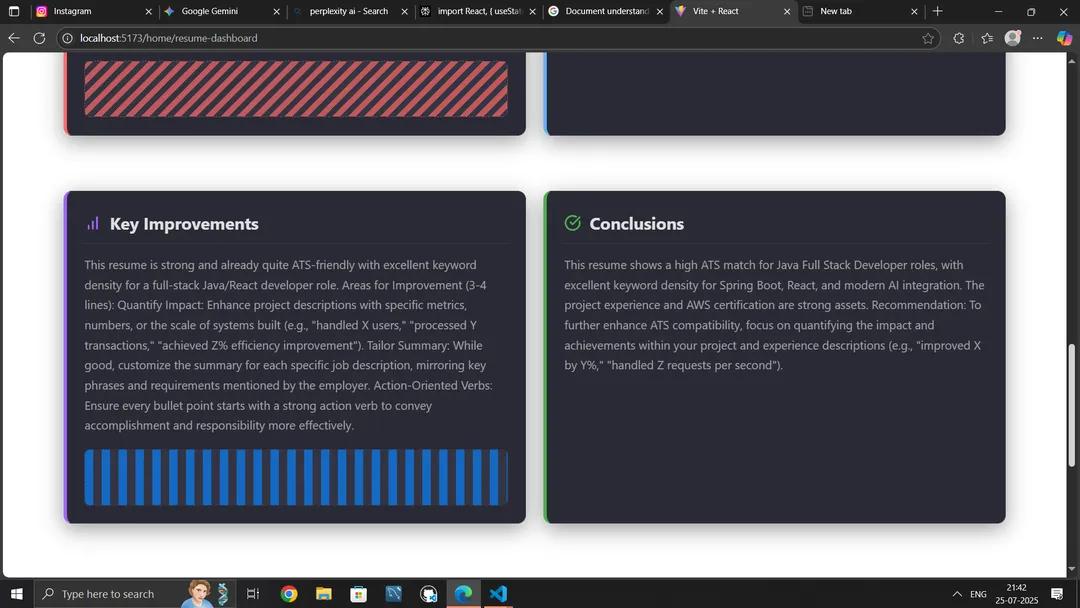 Instagram
Google Gemini
perplexity ai - Search
import React, { useStat
Document understand
Vite + React
New tab
localhost:5173/home/resume-dashboard
Key Improvements
This resume is strong and already quite ATS-friendly with excellent keyword
density for a full-stack Java/React developer role. Areas for Improvement (3-4
lines): Quantify Impact: Enhance project descriptions with specific metrics,
numbers, or the scale of systems built (e.g., "handled X users," "processed Y
transactions," "achieved Z% efficiency improvement"). Tailor Summary: While
good, customize the summary for each specific job description, mirroring key
phrases and requirements mentioned by the employer. Action-Oriented Verbs:
Ensure every bullet point starts with a strong action verb to convey
accomplishment and responsibility more effectively.
Conclusions
This resume shows a high ATS match for Java Full Stack Developer roles, with
excellent keyword density for Spring Boot, React, and modern AI integration. The
project experience and AWS certification are strong assets. Recommendation: To
further enhance ATS compatibility, focus on quantifying the impact and
achievements within your project and experience descriptions (e.g., "improved X
by Y%," "handled Z requests per second").
Type here to search
ENG
21:42
25-07-2025